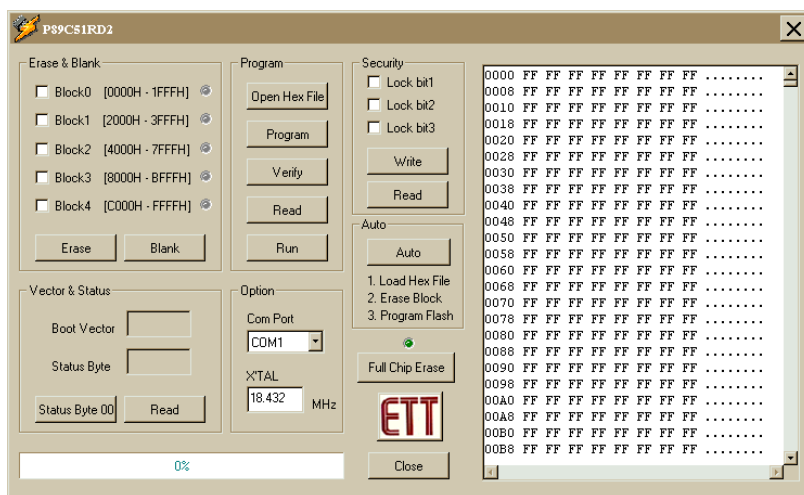 P89C51RD2
Erase & Blank
Block0 [0000H - 1FFFH]
Block1 [2000H - 3FFFH]
Block2 [4000H - 7FFFH]
Block3 [8000H - BFFFH]
Block4 [C000H - FFFFH]
Erase Blank
Vector & Status
Boot Vector
Status Byte
Status Byte 00 Read
0%
Program
Open Hex File
Program
Verify
Read
Run
Option
Com Port
COM1
X'TAL
18.432 MHz
Security
Lock bit1
Lock bit2
Lock bit3
Write
Read
Auto
Auto
1. Load Hex File
2. Erase Block
3. Program Flash
Full Chip Erase
ETT
Close
0000 FF FF FF FF FF FF FF FF ........
0008 FF FF FF FF FF FF FF FF ........
0010 FF FF FF FF FF FF FF FF ........
0018 FF FF FF FF FF FF FF FF ........
0020 FF FF FF FF FF FF FF FF ........
0028 FF FF FF FF FF FF FF FF ........
0030 FF FF FF FF FF FF FF FF ........
0038 FF FF FF FF FF FF FF FF ........
0040 FF FF FF FF FF FF FF FF ........
0048 FF FF FF FF FF FF FF FF ........
0050 FF FF FF FF FF FF FF FF ........
0058 FF FF FF FF FF FF FF FF ........
0060 FF FF FF FF FF FF FF FF ........
0068 FF FF FF FF FF FF FF FF ........
0070 FF FF FF FF FF FF FF FF ........
0078 FF FF FF FF FF FF FF FF ........
0080 FF FF FF FF FF FF FF FF ........
0088 FF FF FF FF FF FF FF FF ........
0090 FF FF FF FF FF FF FF FF ........
0098 FF FF FF FF FF FF FF FF ........
00A0 FF FF FF FF FF FF FF FF ........
00A8 FF FF FF FF FF FF FF FF ........
00B0 FF FF FF FF FF FF FF FF ........
00B8 FF FF FF FF FF FF FF FF ........